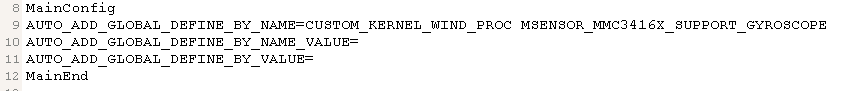 8 MainConfig
9 AUTO_ADD_GLOBAL_DEFINE_BY_NAME=CUSTOM_KERNEL_WIND_PROC MSENSOR_MMC3416X_SUPPORT_GYROSCOPE
10 AUTO_ADD_GLOBAL_DEFINE_BY_NAME_VALUE=
11 AUTO_ADD_GLOBAL_DEFINE_BY_VALUE=
12 MainEnd